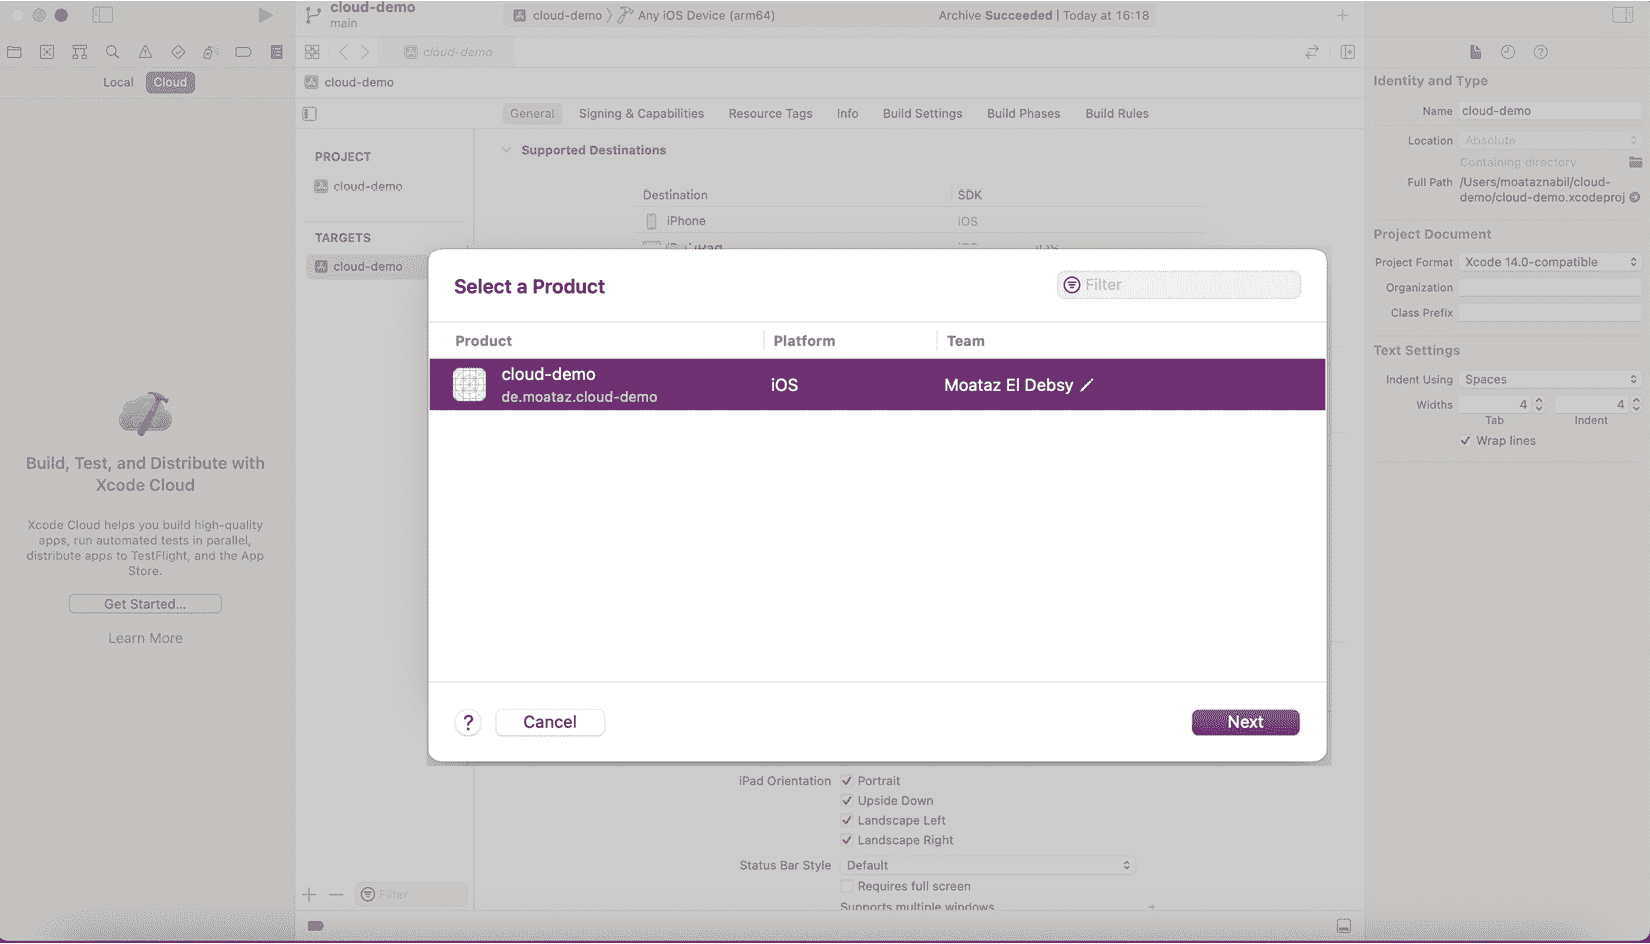 cloud-demo
main
cloud-demo
Any iOS Device (arm64)
Archive Succeeded | Today at 16:18
cloud-demo
Local
Cloud
cloud-demo
General
Signing & Capabilities
Resource Tags
Info
Build Settings
Build Phases
Build Rules
PROJECT
cloud-demo
TARGETS
cloud-demo
Supported Destinations
Destination
SDK
iPhone
iOS
iPad
Select a Product
Filter
Product
Platform
Team
cloud-demo
de.moataz.cloud-demo
iOS
Moataz El Debsy
?
Cancel
Next
Build, Test, and Distribute with
Xcode Cloud
Xcode Cloud helps you build high-quality
apps, run automated tests in parallel,
distribute apps to TestFlight, and the App
Store.
Get Started...
Learn More
iPad Orientation
Portrait
Upside Down
Landscape Left
Landscape Right
Status Bar Style
Default
Requires full screen
Supports multiple windows
Filter
Identity and Type
Name
cloud-demo
Location
Absolute
Containing directory
Full Path
/Users/moataznabil/cloud-
demo/cloud-demo.xcodeproj
Project Document
Project Format
Xcode 14.0-compatible
Organization
Class Prefix
Text Settings
Indent Using
Spaces
Widths
4
4
Tab
Indent
Wrap lines